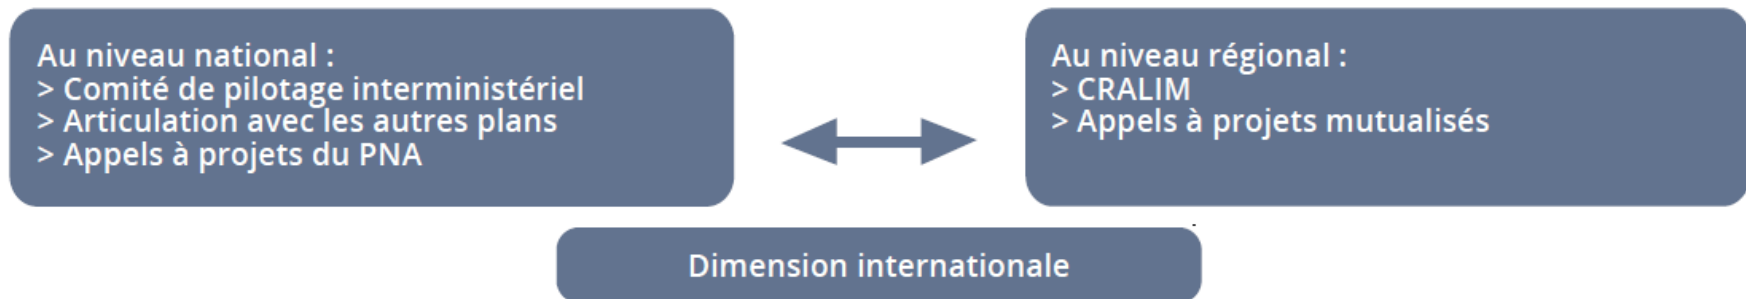 Au niveau national :
> Comité de pilotage interministériel
> Articulation avec les autres plans
> Appels à projets du PNA
Au niveau régional :
> CRALIM
> Appels à projets mutualisés
Dimension internationale